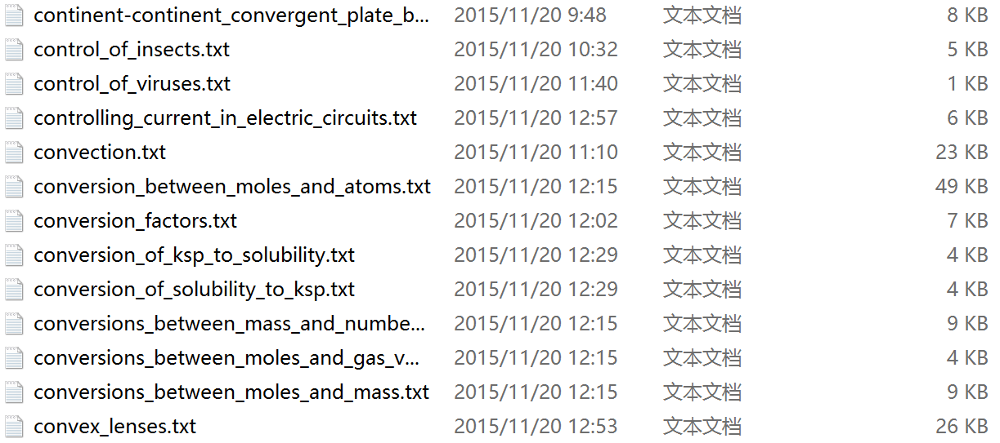 continent-continent_convergent_plate_b... 2015/11/20 9:48 文本文档 8 KB
control_of_insects.txt 2015/11/20 10:32 文本文档 5 KB
control_of_viruses.txt 2015/11/20 11:40 文本文档 1 KB
controlling_current_in_electric_circuits.txt 2015/11/20 12:57 文本文档 6 KB
convection.txt 2015/11/20 11:10 文本文档 23 KB
conversion_between_moles_and_atoms.txt 2015/11/20 12:15 文本文档 49 KB
conversion_factors.txt 2015/11/20 12:02 文本文档 7 KB
conversion_of_ksp_to_solubility.txt 2015/11/20 12:29 文本文档 4 KB
conversion_of_solubility_to_ksp.txt 2015/11/20 12:29 文本文档 4 KB
conversions_between_mass_and_numbe... 2015/11/20 12:15 文本文档 9 KB
conversions_between_moles_and_gas_v... 2015/11/20 12:15 文本文档 4 KB
conversions_between_moles_and_mass.txt 2015/11/20 12:15 文本文档 9 KB
convex_lenses.txt 2015/11/20 12:53 文本文档 26 KB